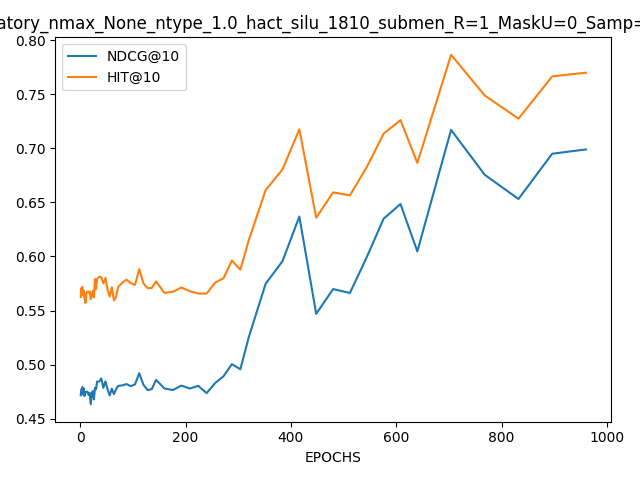 atory_nmax_None_ntype_1.0_hact_silu_1810_submen_R=1_MaskU=0_Samp=
NDCG@10
HIT@10
0.80
0.75
0.70
0.65
0.60
0.55
0.50
0.45
0 200 400 600 800 1000
EPOCHS